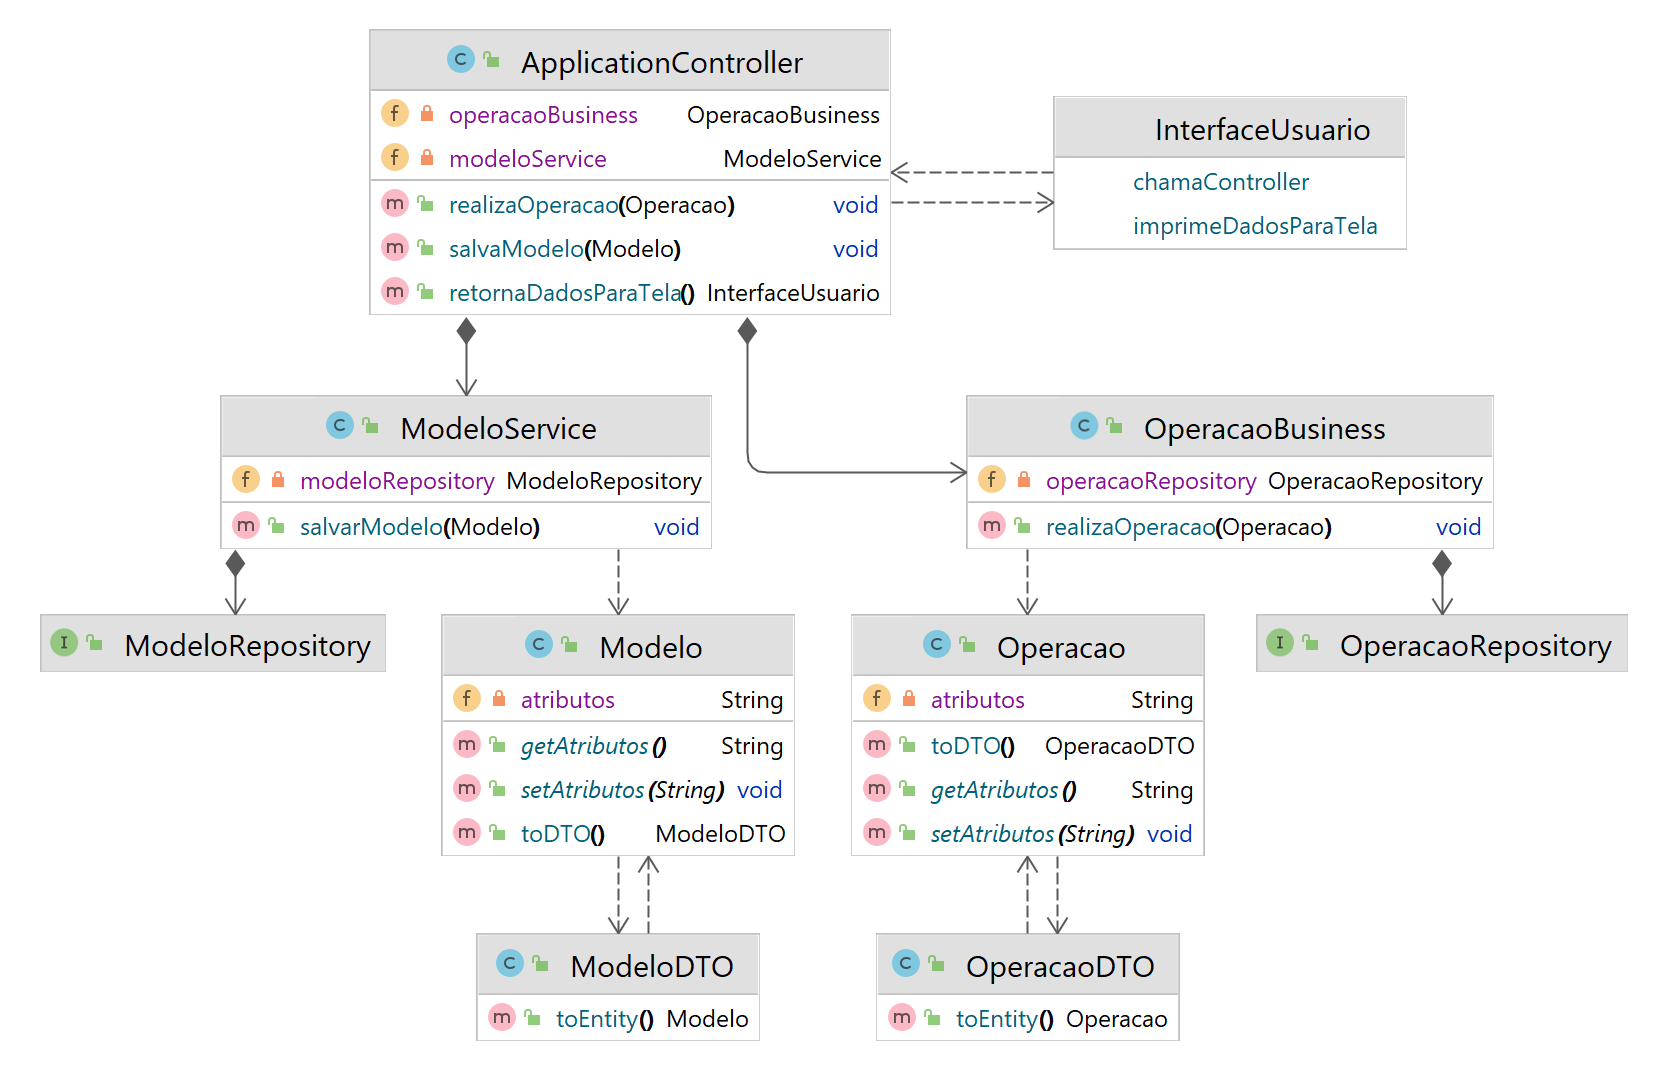 ApplicationController
operacaoBusiness OperacaoBusiness
modeloService ModeloService
realizaOperacao(Operacao) void
salvaModelo(Modelo) void
retornaDadosParaTela() InterfaceUsuario
InterfaceUsuario
chamaController
imprimeDadosParaTela
ModeloService
modeloRepository ModeloRepository
salvarModelo(Modelo) void
OperacaoBusiness
operacaoRepository OperacaoRepository
realizaOperacao(Operacao) void
ModeloRepository
Modelo
atributos String
getAtributos() String
setAtributos(String) void
toDTO() ModeloDTO
Operacao
atributos String
toDTO() OperacaoDTO
getAtributos() String
setAtributos(String) void
OperacaoRepository
ModeloDTO
toEntity() Modelo
OperacaoDTO
toEntity() Operacao